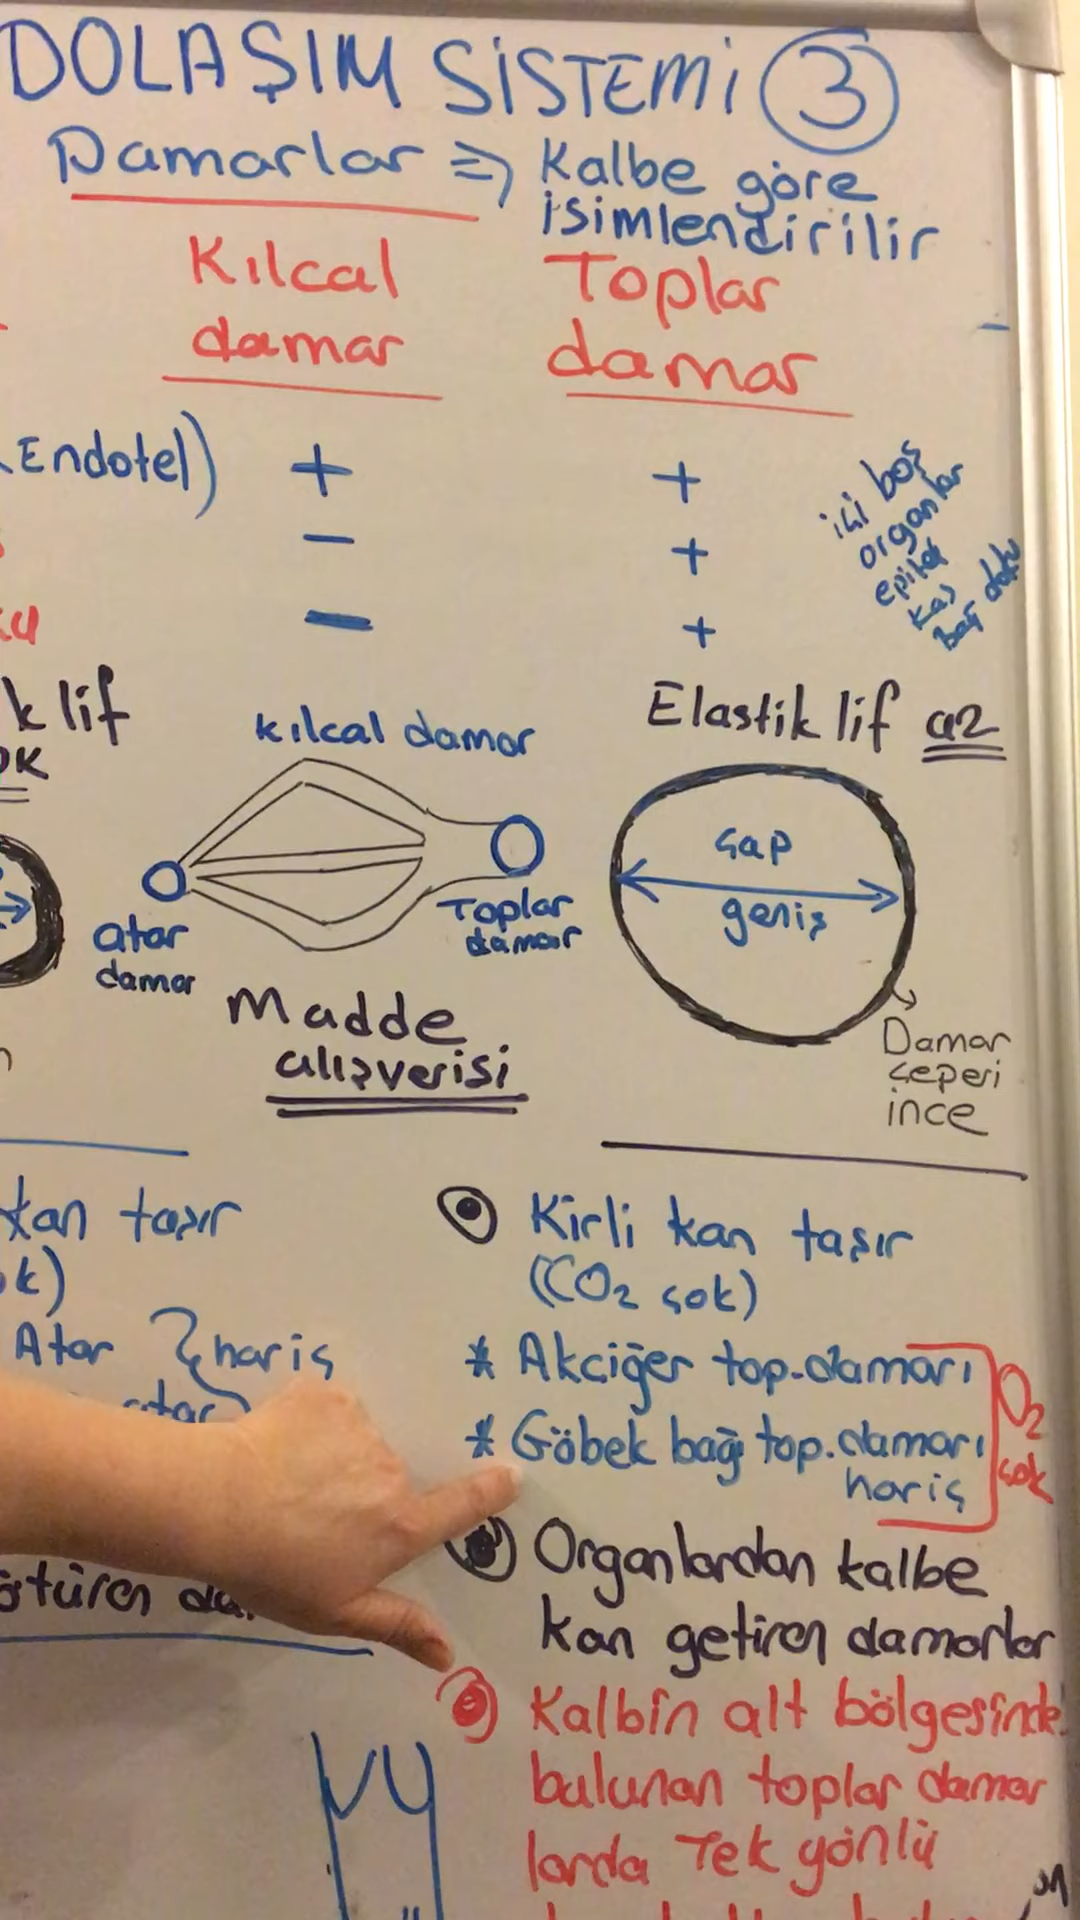 DOLAŞIM SİSTEMİ 3
Damarlar => Kalbe göre
isimlendirilir
Kılcal
damar
Toplar
damar
Endotel) + +
- +
- +
içi boş
organlar
epitel
kas
bağ doku
k lif
kılcal damar
Elastik lif az
atar
damar
Toplar
damar
Madde
alışverisi
çap
geniş
Damar
çeperi
ince
kan taşır
Atar } hariç
atar
Kirli kan taşır
(CO2 çok)
* Akciğer top.damarı
* Göbek bağı top.damarı
hariç
O2
çok
Organlardan kalbe
kan getiren damarlar
Kalbin alt bölgesinde
bulunan toplar damar
larda Tek yönlü